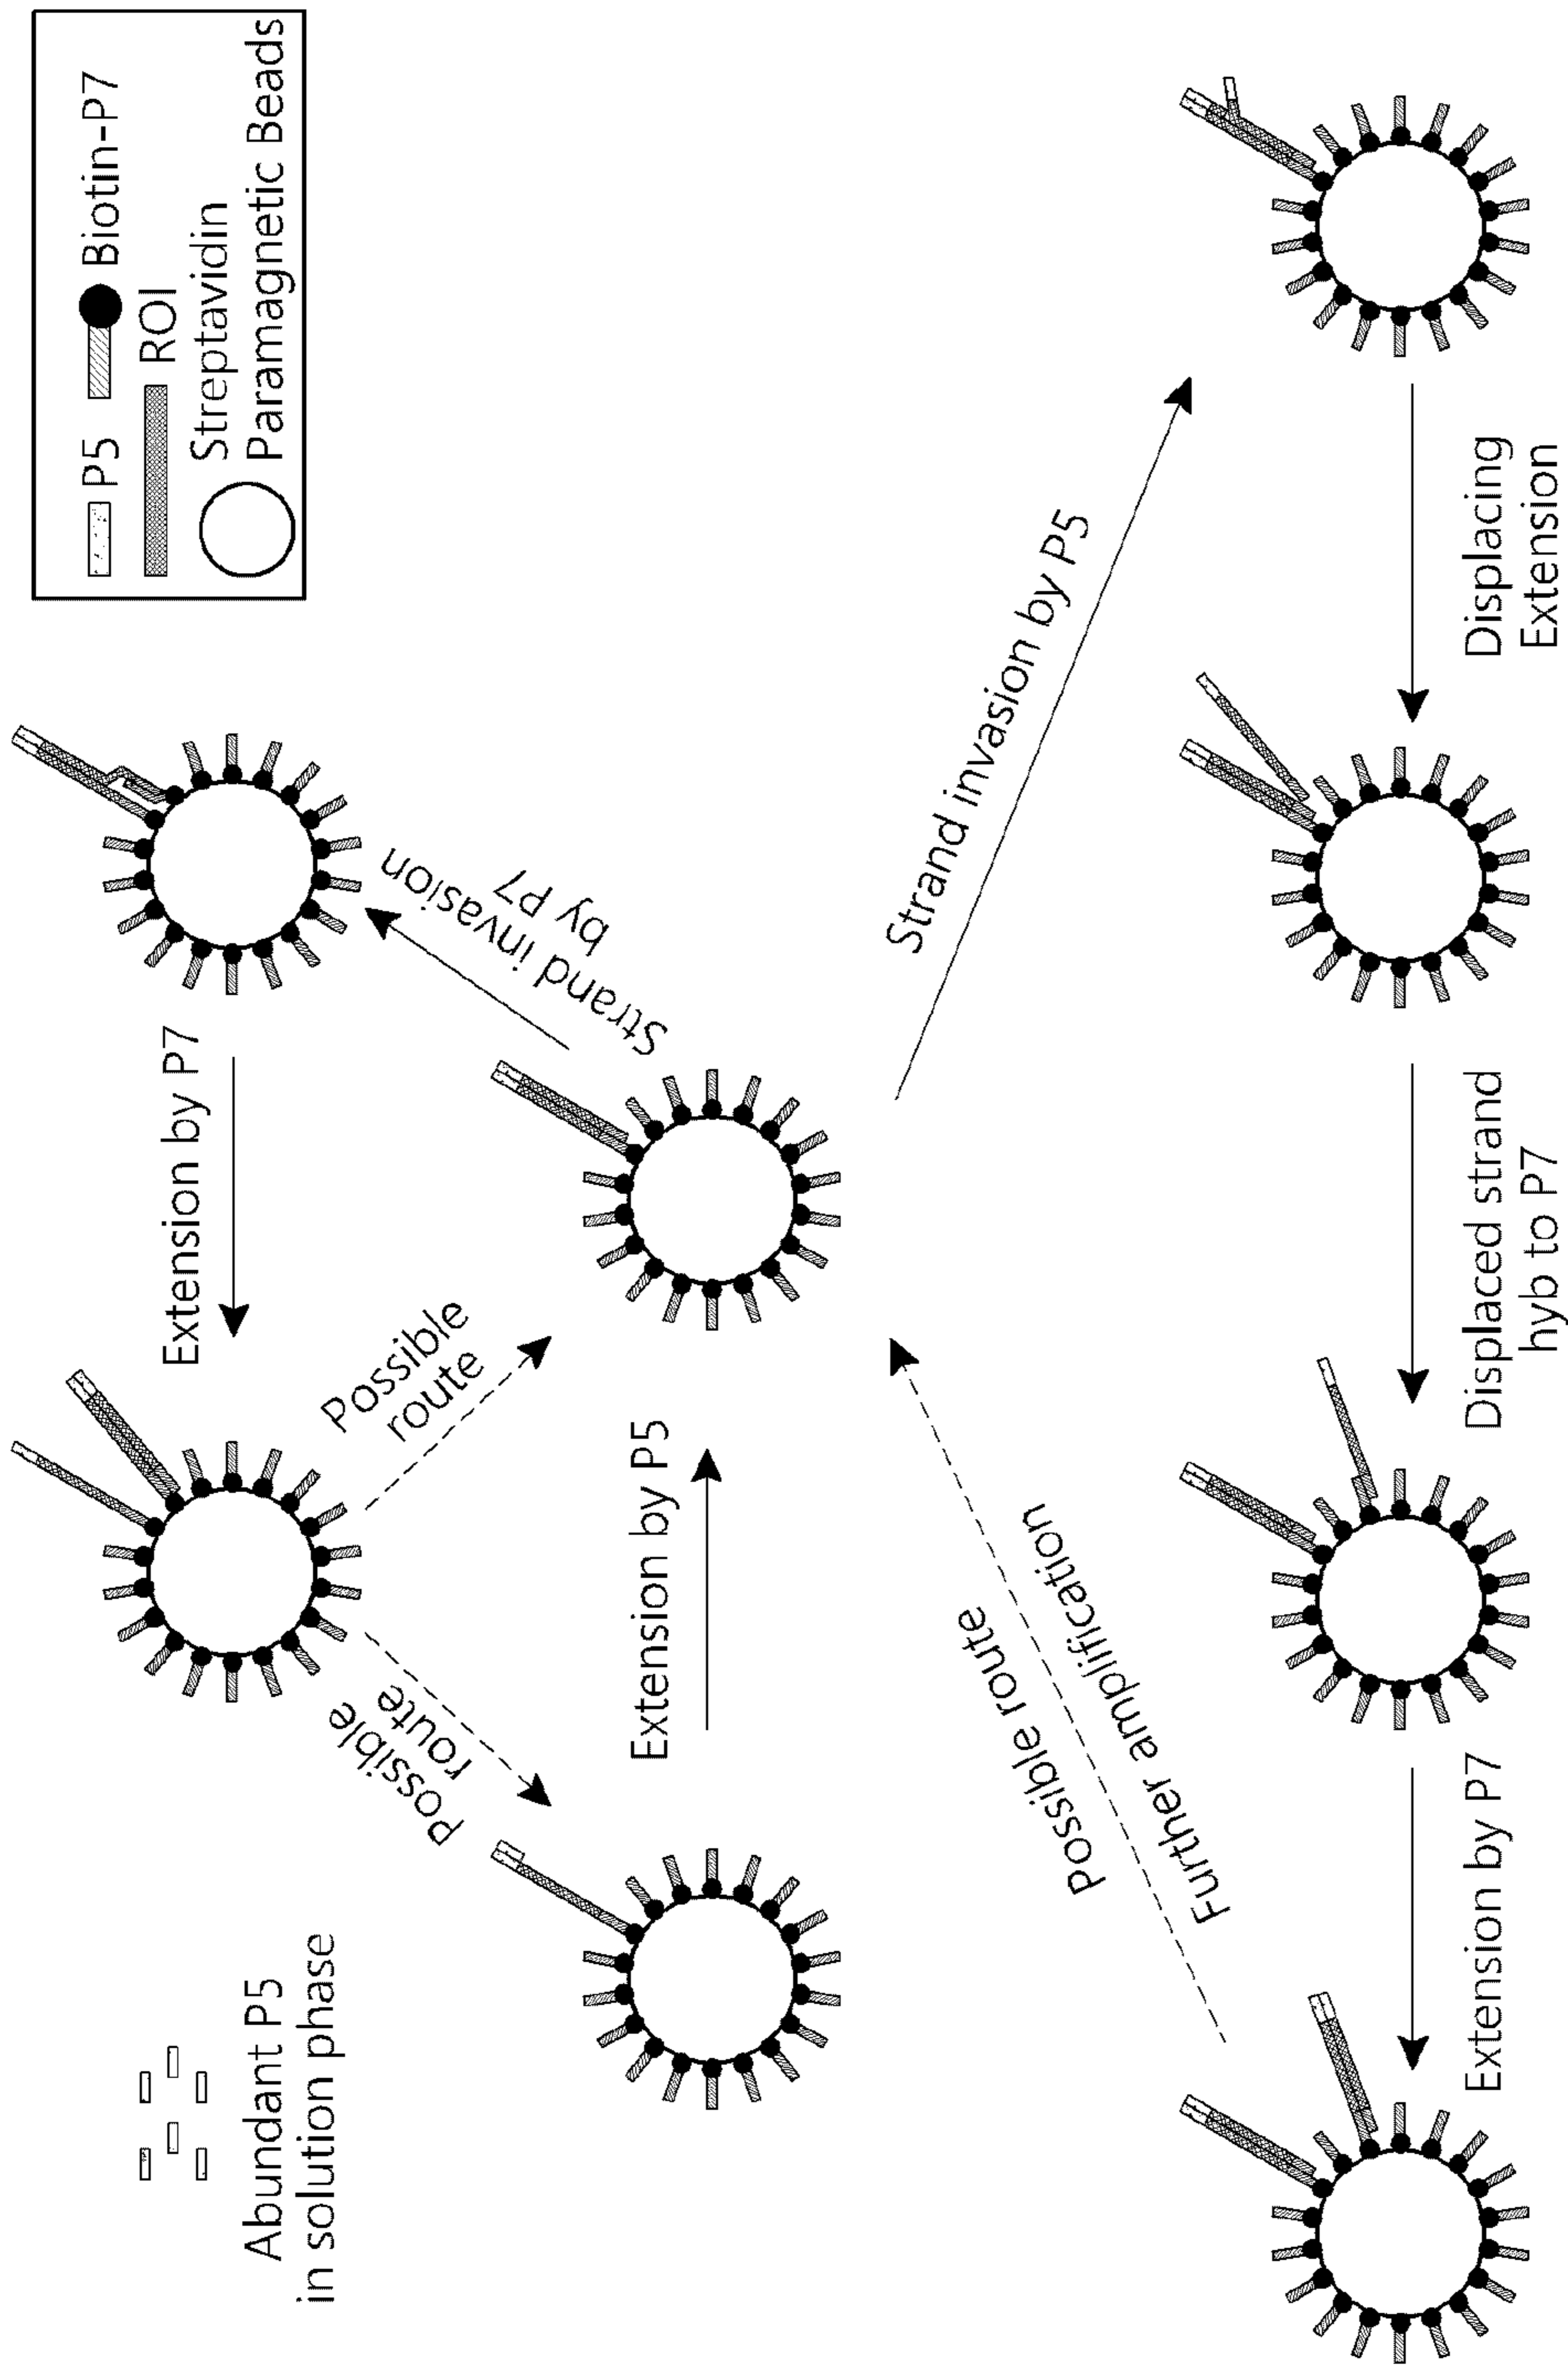 P5
Biotin-P7
ROI
Streptavidin
Paramagnetic Beads
Abundant P5
in solution phase
Extension by P7
Possible
route
Possible
route
Strand invasion
by P7
Extension by P5
Strand invasion by P5
Possible route
Further amplification
Extension by P7
Displaced strand
hyb to P7
Displacing
Extension